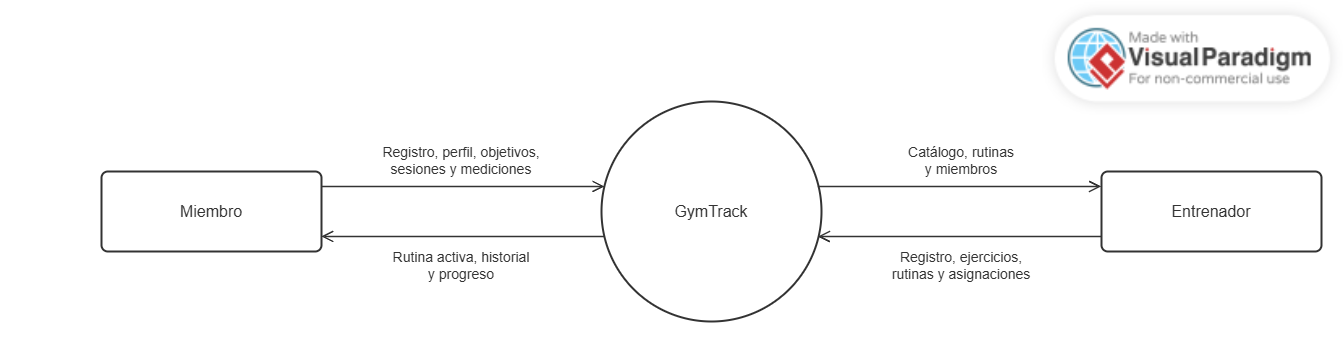 Made with
Visual Paradigm
For non-commercial use
Registro, perfil, objetivos,
sesiones y mediciones
Catálogo, rutinas
y miembros
Miembro
GymTrack
Entrenador
Rutina activa, historial
y progreso
Registro, ejercicios,
rutinas y asignaciones